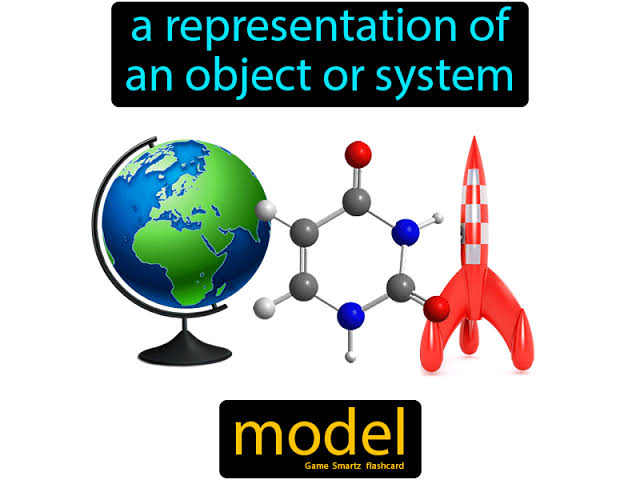 a representation of
an object or system
model
Game Smartz flashcard